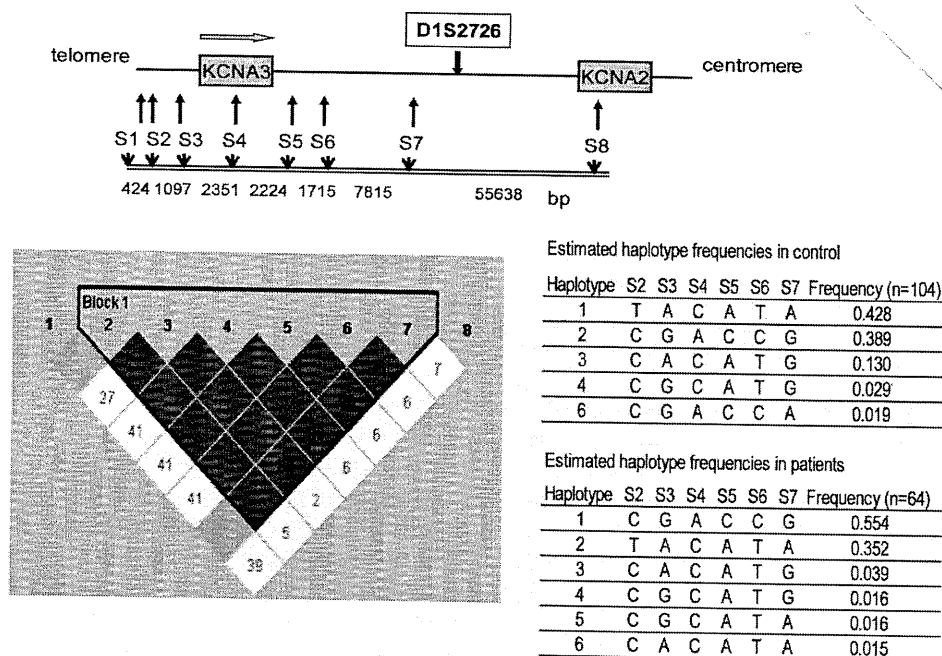 D1S2726
telomere
KCNA3
KCNA2
centromere
S1 S2 S3 S4 S5 S6 S7 S8
424 1097 2351 2224 1715 7815 55638 bp
Block 1
1 2 3 4 5 6 7 8
7
27 6
41 6
41 6
41 2
5
39
Estimated haplotype frequencies in control
Haplotype S2 S3 S4 S5 S6 S7 Frequency (n=104)
1 T A C A T A 0.428
2 C G A C C G 0.389
3 C A C A T G 0.130
4 C G C A T G 0.029
6 C G A C C A 0.019
Estimated haplotype frequencies in patients
Haplotype S2 S3 S4 S5 S6 S7 Frequency (n=64)
1 C G A C C G 0.554
2 T A C A T A 0.352
3 C A C A T G 0.039
4 C G C A T G 0.016
5 C G C A T A 0.016
6 C A C A T A 0.015